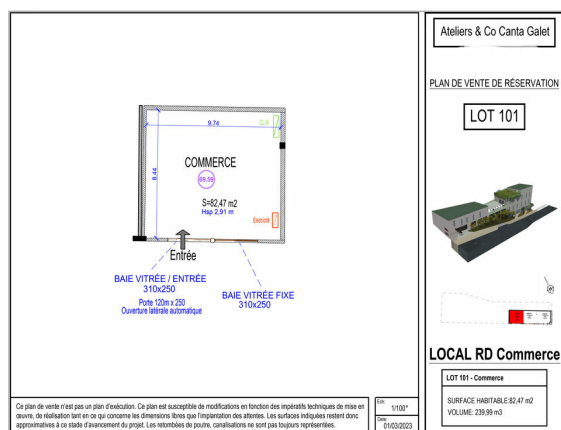 Ateliers & Co Canta Galet
PLAN DE VENTE DE RÉSERVATION
LOT 101
9.74
8.44
COMMERCE
69.59
S=82,47 m2
Hsp 2,91 m
Electricité
Entrée
BAIE VITRÉE / ENTRÉE
310x250
Porte 120m x 250
Ouverture latérale automatique
BAIE VITRÉE FIXE
310x250
LOCAL RD Commerce
LOT 101 - Commerce
SURFACE HABITABLE:82,47 m2
VOLUME: 239,99 m3
Ce plan de vente n'est pas un plan d'exécution. Ce plan est susceptible de modifications en fonction des impératifs techniques de mise en
œuvre, de réalisation tant en ce qui concerne les dimensions libres que l'implantation des attentes. Les surfaces indiquées restent donc
approximatives à ce stade d'avancement du projet. Les retombées de poutre, canalisations ne sont pas toujours représentées.
Ech:
1/100°
Date:
01/03/2023